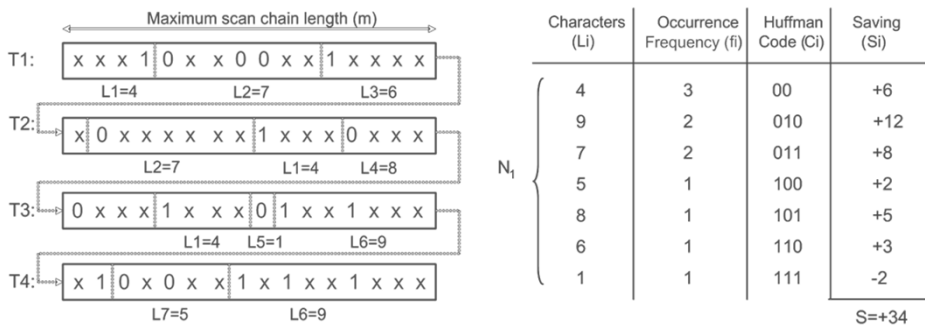 Maximum scan chain length (m)
T1: x x x 1 0 x x 0 0 x x 1 x x x x
L1=4 L2=7 L3=6
T2: x 0 x x x x x x 1 x x x 0 x x x
L2=7 L1=4 L4=8
T3: 0 x x x 1 x x x 0 1 x x 1 x x x
L1=4 L5=1 L6=9
T4: x 1 0 x 0 x x 1 x 1 x x 1 x x x
L7=5 L6=9
Characters Occurrence Huffman Saving
(Li) Frequency (fi) Code (Ci) (Si)
4 3 00 +6
9 2 010 +12
7 2 011 +8
N1
5 1 100 +2
8 1 101 +5
6 1 110 +3
1 1 111 -2
S=+34